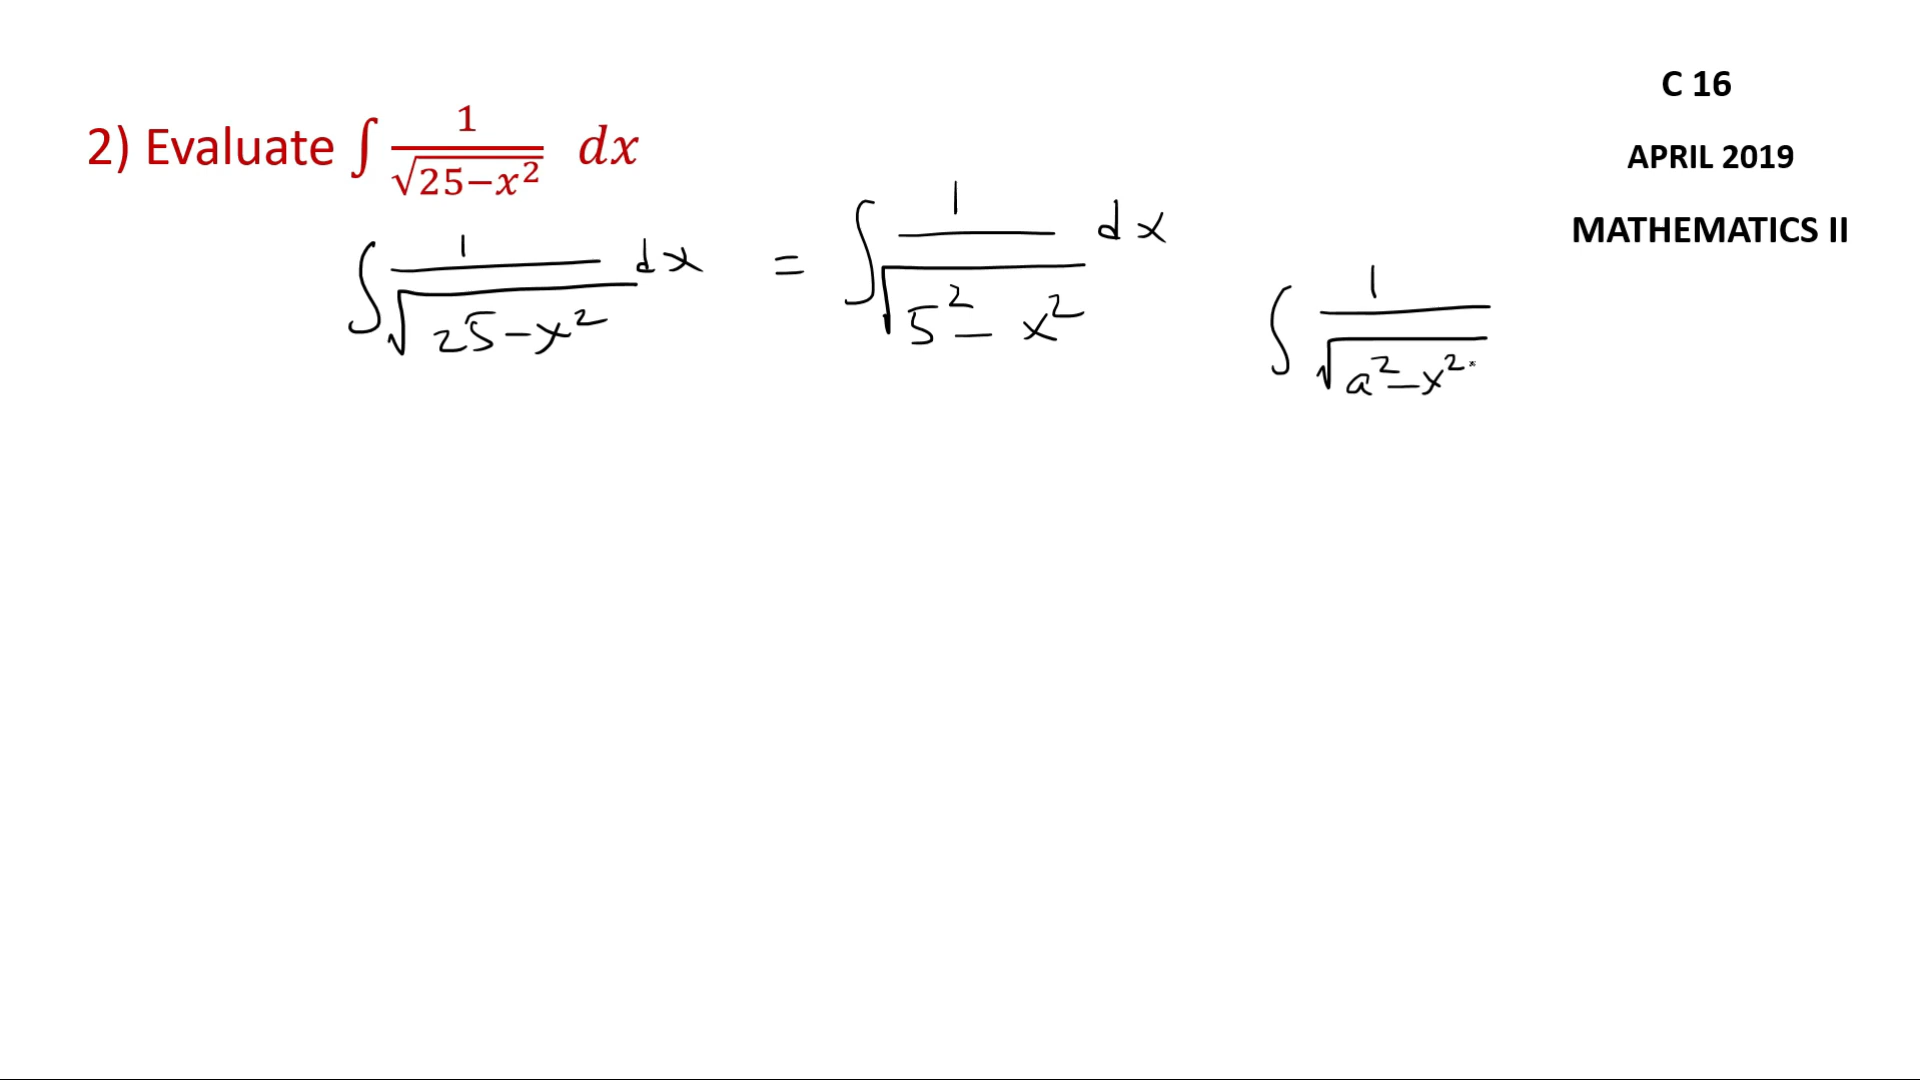 C 16
2) Evaluate ∫ 1/√(25−x²) dx
APRIL 2019
MATHEMATICS II
∫ 1/√(25−x²) dx = ∫ 1/√(5²−x²) dx
∫ 1/√(a²−x²)